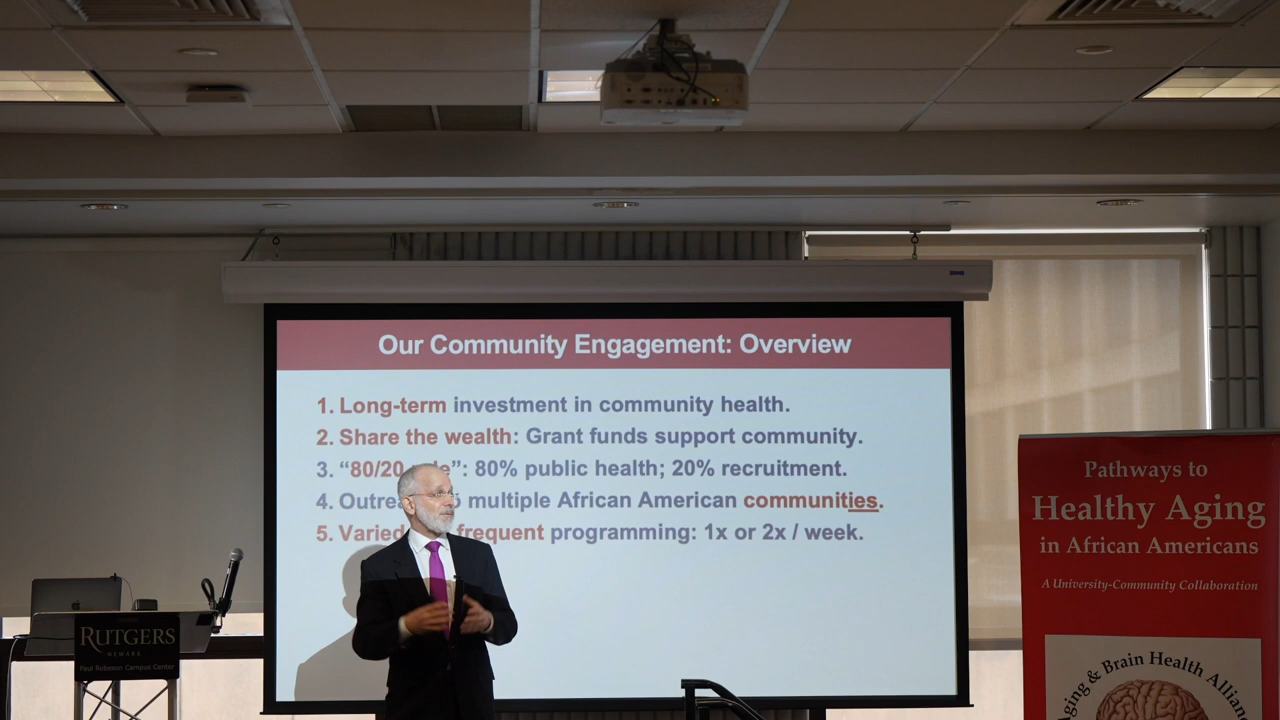 Our Community Engagement: Overview
1. Long-term investment in community health.
2. Share the wealth: Grant funds support community.
3. “80/20 ”: 80% public health; 20% recruitment.
4. multiple African American communities.
5. Varied frequent programming: 1x or 2x / week.
RUTGERS
NEWARK
Paul Robeson Campus Center
Pathways to
Healthy Aging
in African Americans
A University-Community Collaboration
Aging & Brain Health